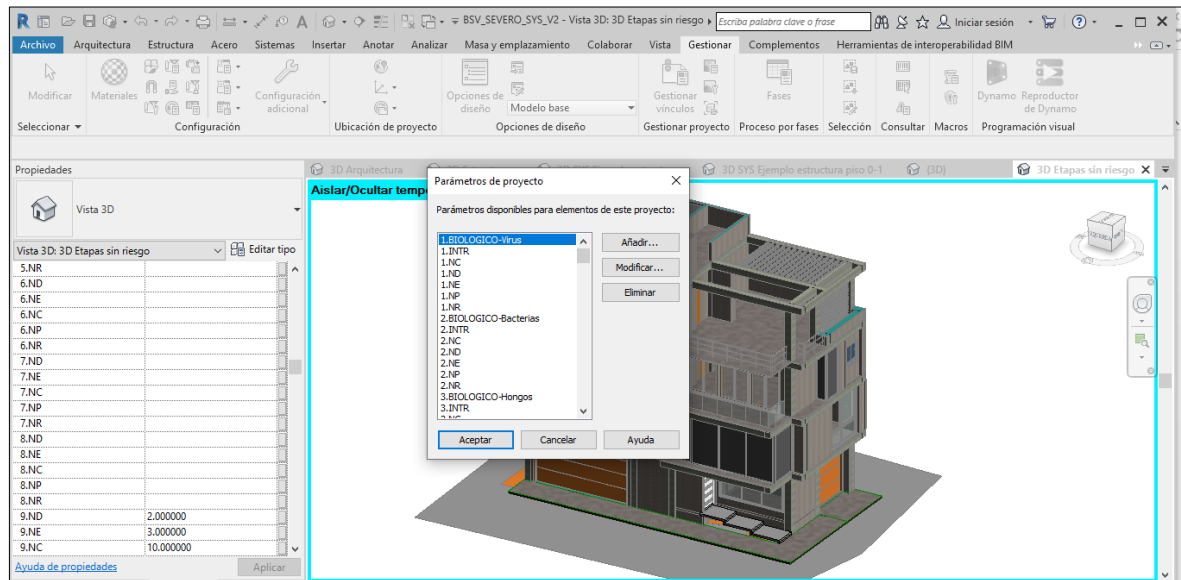 BSV_SEVERO_SYS_V2 - Vista 3D: 3D Etapas sin riesgo
Escriba palabra clave o frase
Iniciar sesión
Archivo Arquitectura Estructura Acero Sistemas Insertar Anotar Analizar Masa y emplazamiento Colaborar Vista Gestionar Complementos Herramientas de interoperabilidad BIM
Modificar
Materiales
Configuración adicional
Opciones de diseño
Modelo base
Gestionar vínculos
Fases
Dynamo
Reproductor de Dynamo
Seleccionar
Configuración
Ubicación de proyecto
Opciones de diseño
Gestionar proyecto
Proceso por fases
Selección
Consultar
Macros
Programación visual
Propiedades
Vista 3D
Vista 3D: 3D Etapas sin riesgo
Editar tipo
5.NR
6.ND
6.NE
6.NC
6.NP
6.NR
7.ND
7.NE
7.NC
7.NP
7.NR
8.ND
8.NE
8.NC
8.NP
8.NR
9.ND 2.000000
9.NE 3.000000
9.NC 10.000000
Ayuda de propiedades
Aplicar
3D Arquitectura
3D SYS Ejemplo estructura piso 0-1
{3D}
3D Etapas sin riesgo
Aislar/Ocultar temp
Parámetros de proyecto
Parámetros disponibles para elementos de este proyecto:
1.BIOLOGICO-Virus
1.INTR
1.NC
1.ND
1.NE
1.NP
1.NR
2.BIOLOGICO-Bacterias
2.INTR
2.NC
2.ND
2.NE
2.NP
2.NR
3.BIOLOGICO-Hongos
3.INTR
Añadir...
Modificar...
Eliminar
Aceptar
Cancelar
Ayuda